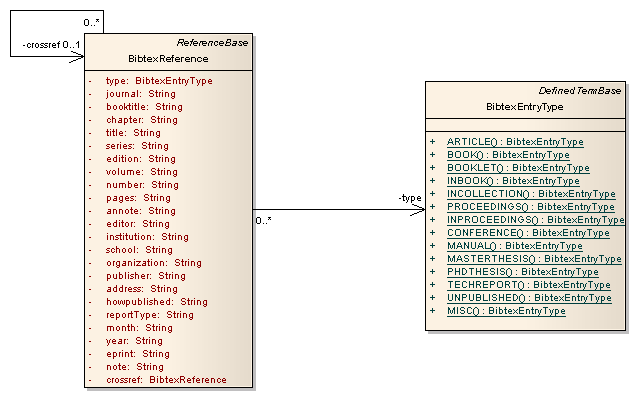 0..*
-crossref 0..1
ReferenceBase
BibtexReference
- type: BibtexEntryType
- journal: String
- booktitle: String
- chapter: String
- title: String
- series: String
- edition: String
- volume: String
- number: String
- pages: String
- annote: String
- editor: String
- institution: String
- school: String
- organization: String
- publisher: String
- address: String
- howpublished: String
- reportType: String
- month: String
- year: String
- eprint: String
- note: String
- crossref: BibtexReference
0..*
-type
DefinedTermBase
BibtexEntryType
+ ARTICLE() : BibtexEntryType
+ BOOK() : BibtexEntryType
+ BOOKLET() : BibtexEntryType
+ INBOOK() : BibtexEntryType
+ INCOLLECTION() : BibtexEntryType
+ PROCEEDINGS() : BibtexEntryType
+ INPROCEEDINGS() : BibtexEntryType
+ CONFERENCE() : BibtexEntryType
+ MANUAL() : BibtexEntryType
+ MASTERTHESIS() : BibtexEntryType
+ PHDTHESIS() : BibtexEntryType
+ TECHREPORT() : BibtexEntryType
+ UNPUBLISHED() : BibtexEntryType
+ MISC() : BibtexEntryType